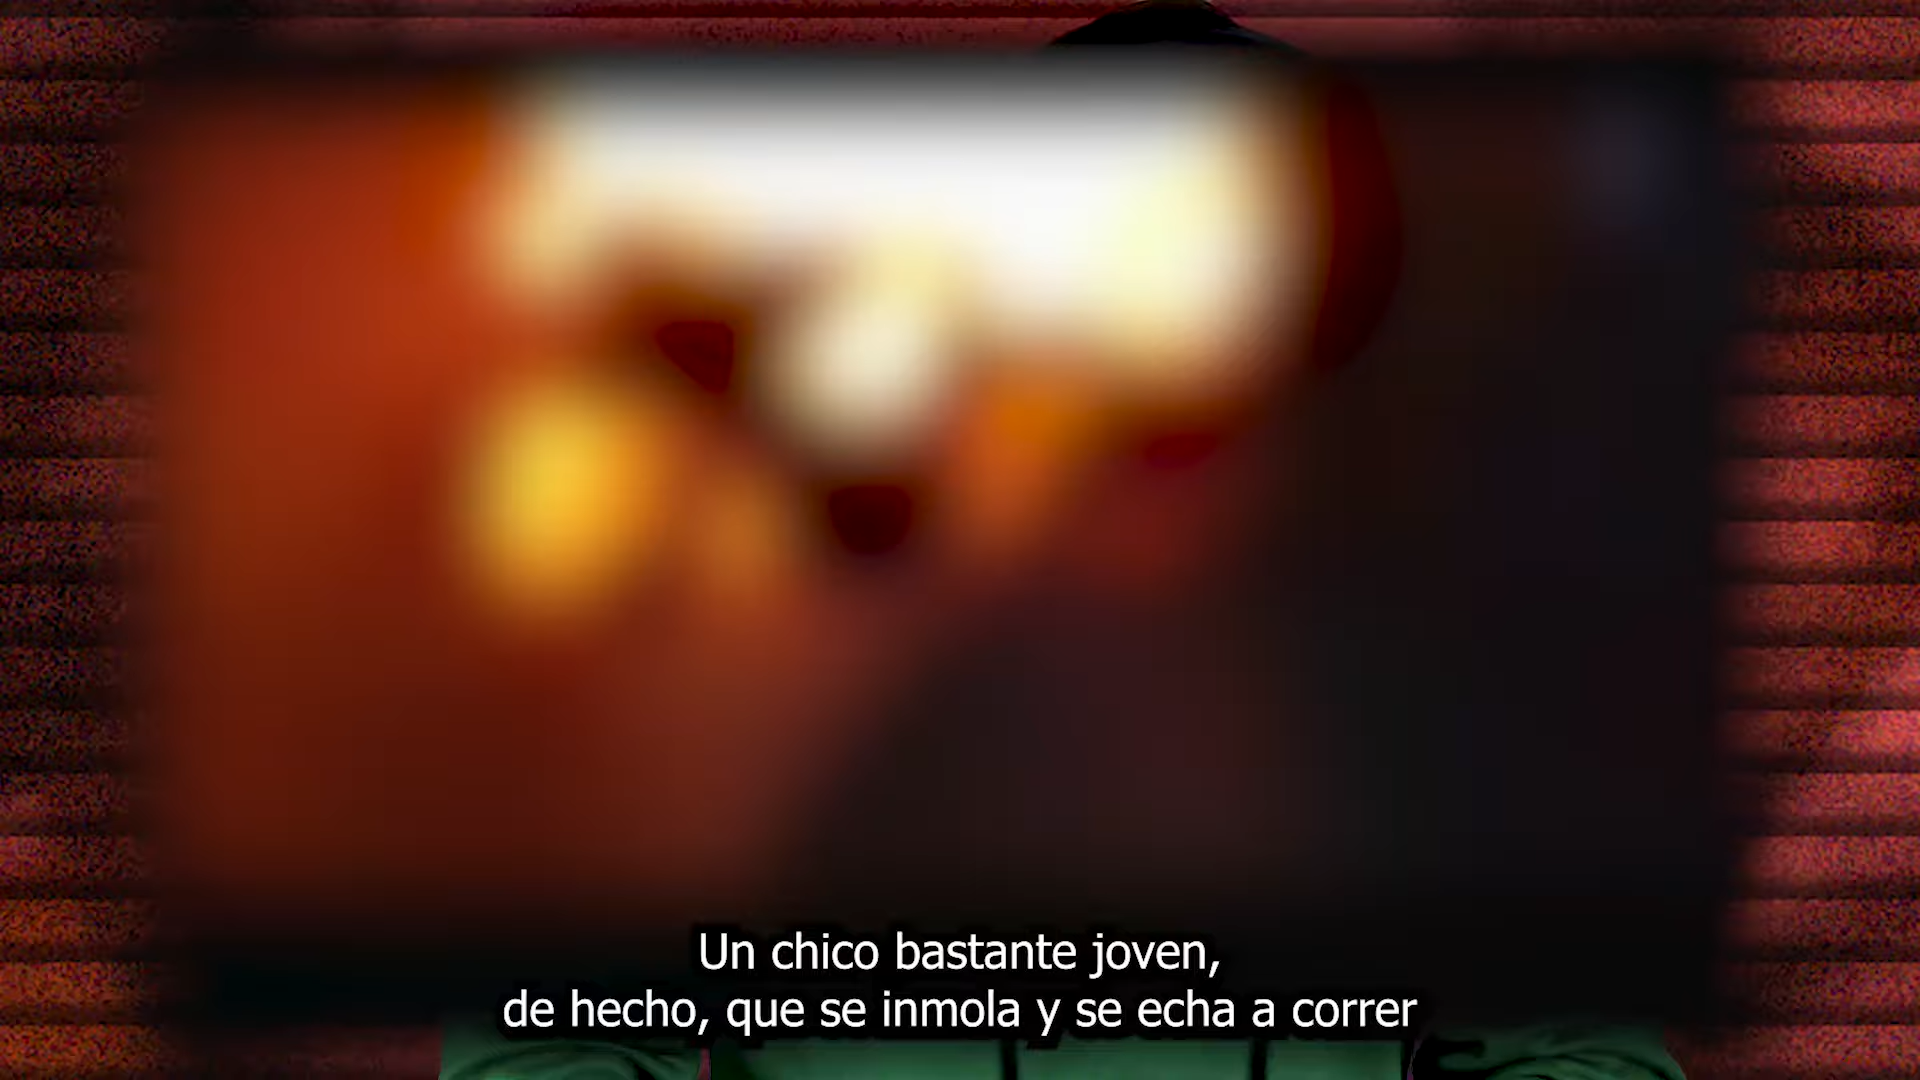 Un chico bastante joven,
de hecho, que se inmola y se echa a correr